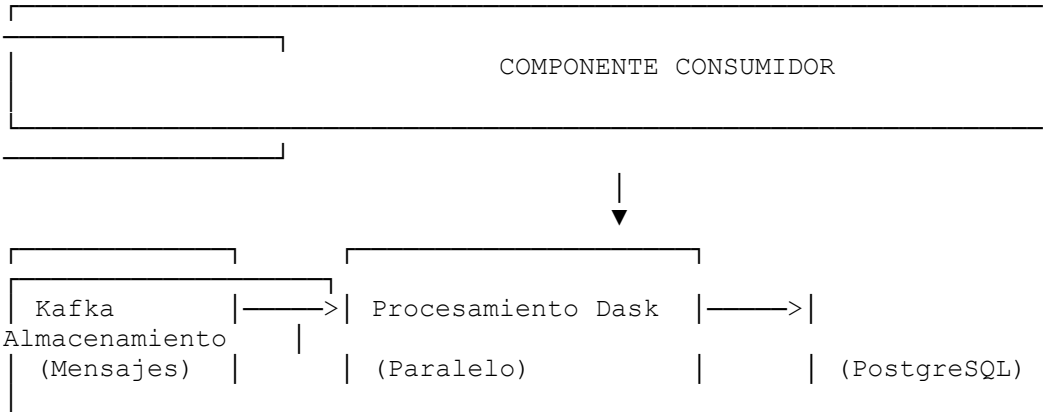 COMPONENTE CONSUMIDOR
Kafka ─────>│ Procesamiento Dask │─────>│
Almacenamiento
(Mensajes) │ │ (Paralelo) │ │ (PostgreSQL)